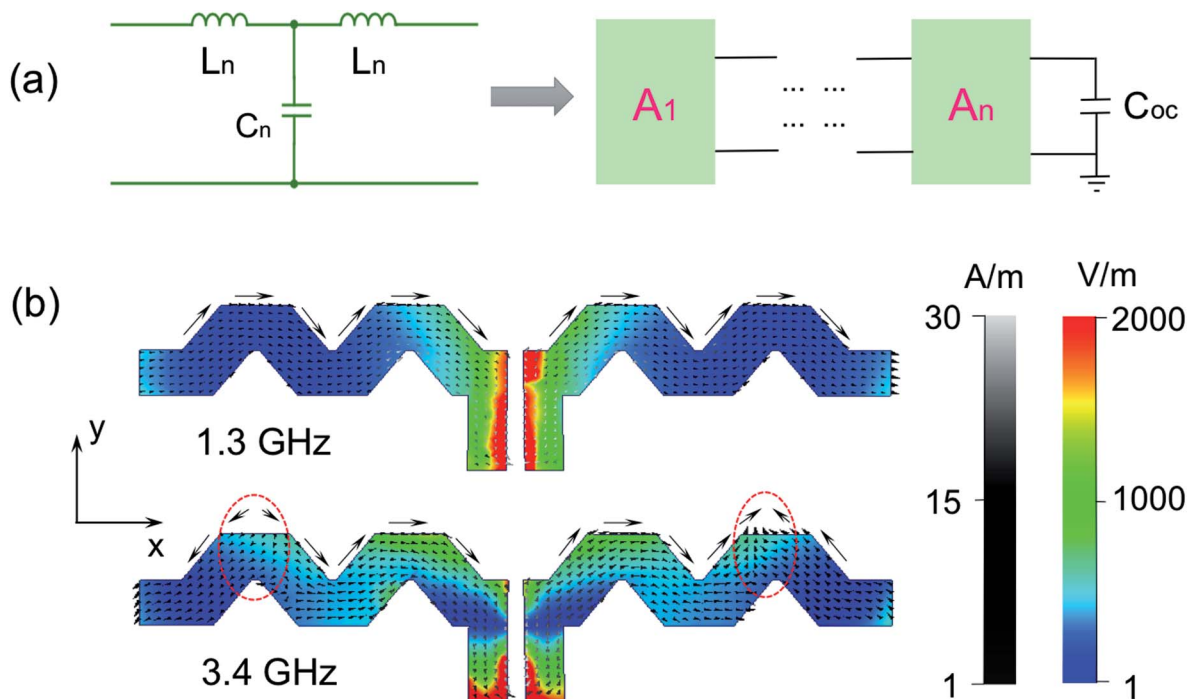 (a)
Ln
Ln
Cn
A1
... ...
... ...
An
Coc
(b)
A/m
V/m
30
2000
15
1000
1
1
y
x
1.3 GHz
3.4 GHz